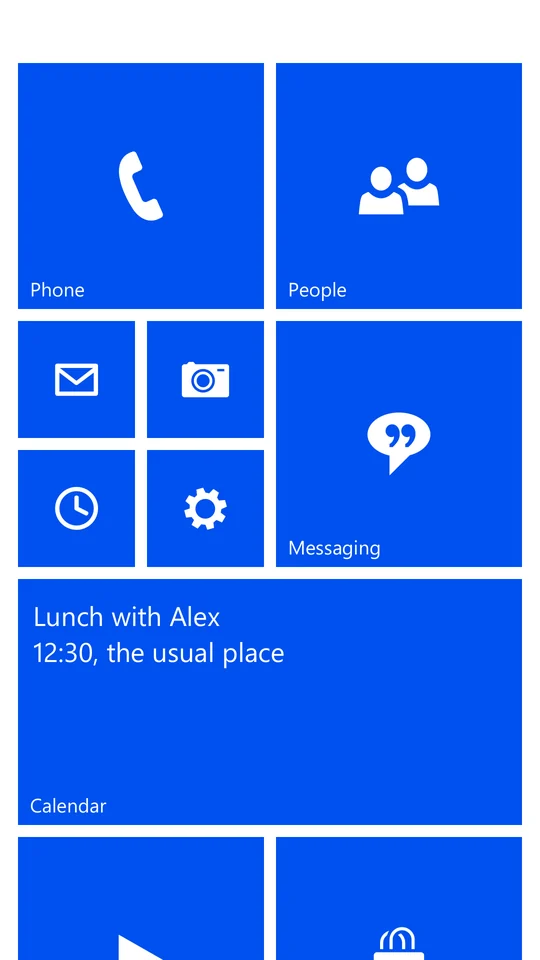 Phone
People
Messaging
Lunch with Alex
12:30, the usual place
Calendar